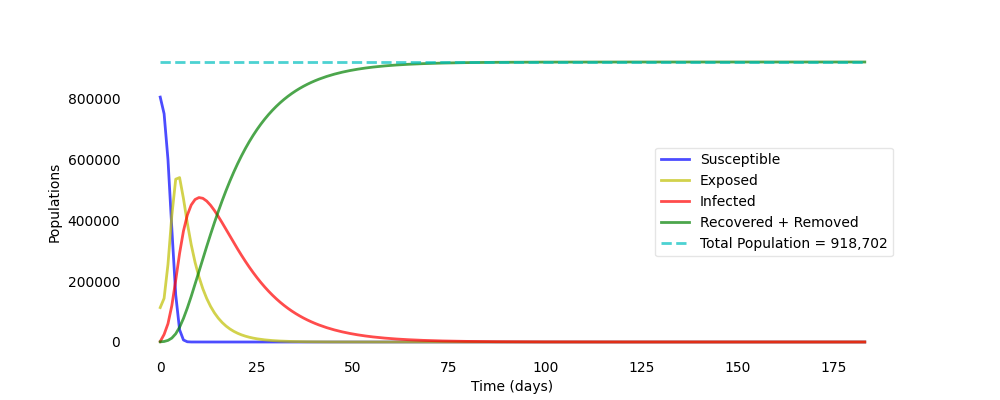 800000
600000
400000
200000
0
Populations
0 25 50 75 100 125 150 175
Time (days)
Susceptible
Exposed
Infected
Recovered + Removed
Total Population = 918,702